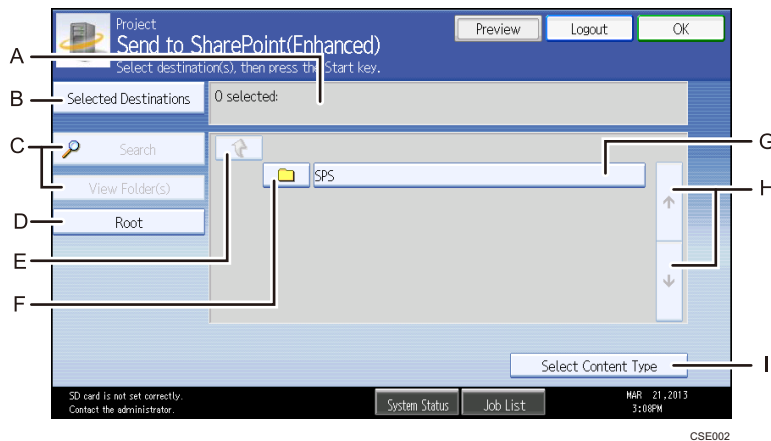 Project
Send to SharePoint(Enhanced)
Select destination(s), then press the Start key.
Preview
Logout
OK
A
B
Selected Destinations
0 selected:
C
Search
G
SPS
View Folder(s)
H
D
Root
E
F
Select Content Type
I
SD card is not set correctly.
Contact the administrator.
System Status
Job List
MAR 21,2013
3:08PM
CSE002